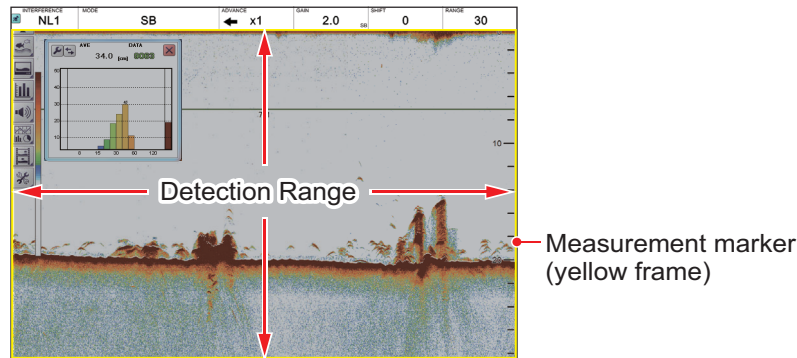 INTERFERENCE MODE ADVANCE GAIN SHIFT RANGE
NL1 SB x1 2.0 SB 0 30
AVE DATA
34.0 [cm]
50
40
30
20
10
0 15 30 60 120
10
Detection Range
20
Measurement marker
(yellow frame)